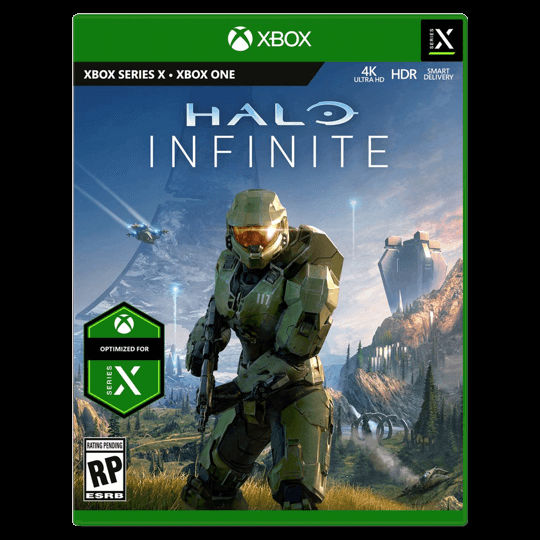 XBOX
SERIES
X
XBOX SERIES X • XBOX ONE
4K
ULTRA HD
HDR
SMART
DELIVERY
HALO
INFINITE
117
OPTIMIZED FOR
SERIES
X
RATING PENDING
RP
ESRB